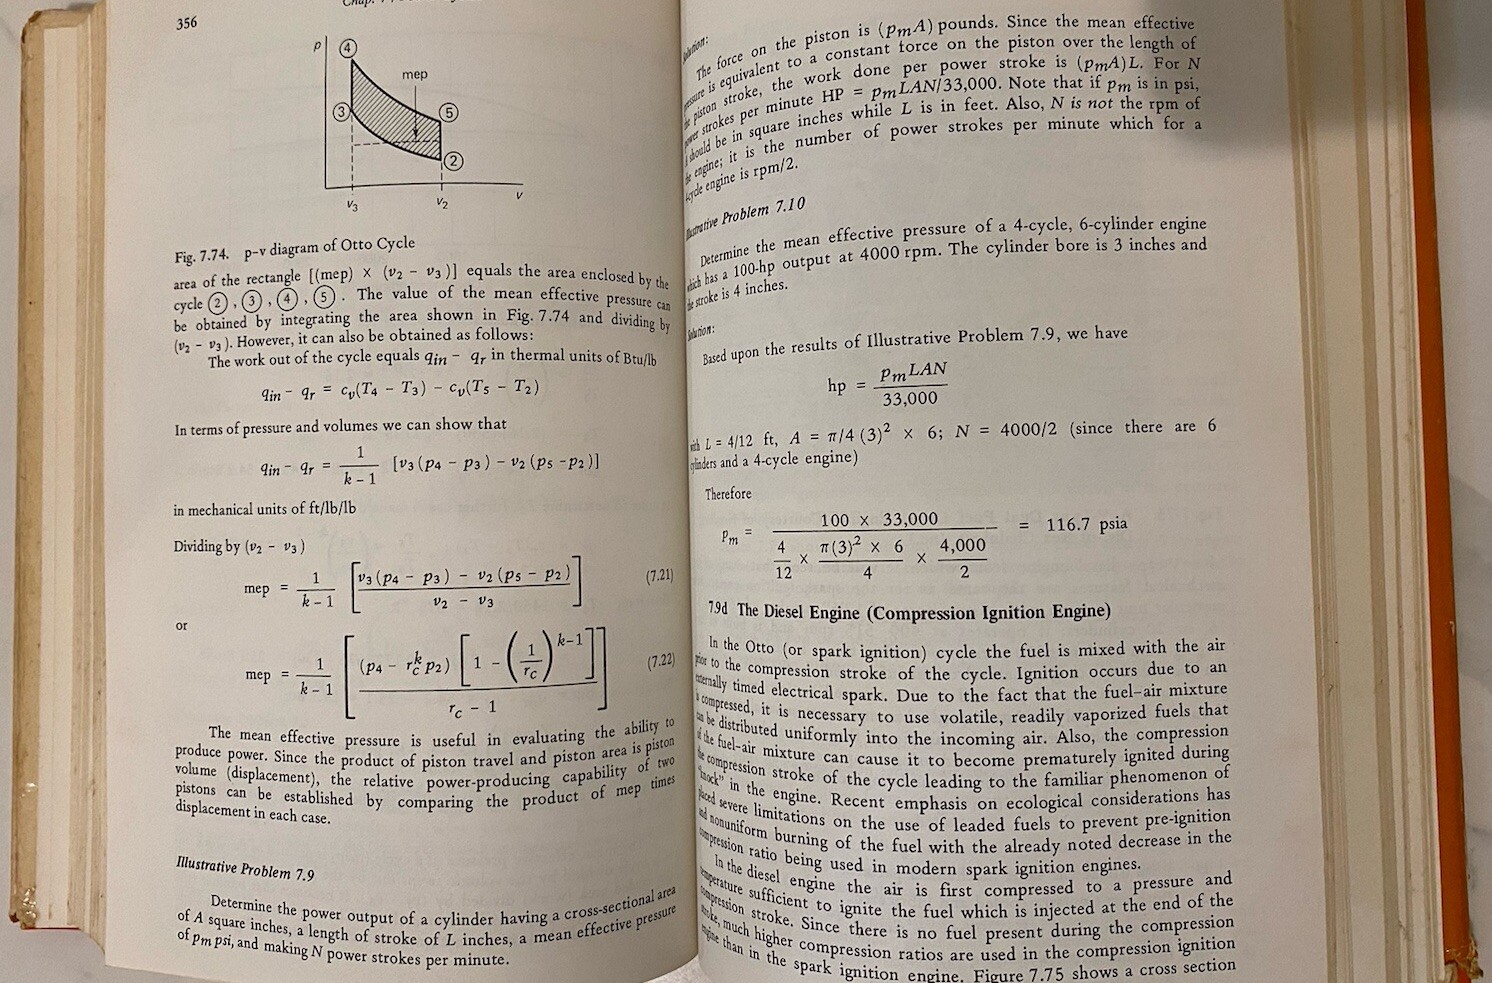 356
p
4
mep
3
5
2
v
v3
v2
Fig. 7.74. p-v diagram of Otto Cycle
area of the rectangle [(mep) × (v2 − v3)] equals the area enclosed by the
cycle ②, ③, ④, ⑤. The value of the mean effective pressure can
be obtained by integrating the area shown in Fig. 7.74 and dividing by
(v2 − v3). However, it can also be obtained as follows:
The work out of the cycle equals qin − qr in thermal units of Btu/lb
qin − qr = cv(T4 − T3) − cv(T5 − T2)
In terms of pressure and volumes we can show that
qin − qr = 1/(k − 1) [v3(p4 − p3) − v2(p5 − p2)]
in mechanical units of ft/lb/lb
Dividing by (v2 − v3)
mep = 1/(k − 1) [(v3(p4 − p3) − v2(p5 − p2))/(v2 − v3)] (7.21)
or
mep = 1/(k − 1) [(p4 − rc^k p2)[1 − (1/rc)^(k−1)]/(rc − 1)] (7.22)
The mean effective pressure is useful in evaluating the ability to
produce power. Since the product of piston travel and piston area is piston
volume (displacement), the relative power-producing capability of two
pistons can be established by comparing the product of mep times
displacement in each case.
Illustrative Problem 7.9
Determine the power output of a cylinder having a cross-sectional area
of A square inches, a length of stroke of L inches, a mean effective pressure
of pm psi, and making N power strokes per minute.
The force on the piston is (pmA) pounds. Since the mean effective
is equivalent to a constant force on the piston over the length of
piston stroke, the work done per power stroke is (pmA)L. For N
strokes per minute HP = pmLAN/33,000. Note that if pm is in psi,
should be in square inches while L is in feet. Also, N is not the rpm of
engine; it is the number of power strokes per minute which for a
engine is rpm/2.
Problem 7.10
Determine the mean effective pressure of a 4-cycle, 6-cylinder engine
which has a 100-hp output at 4000 rpm. The cylinder bore is 3 inches and
stroke is 4 inches.
Based upon the results of Illustrative Problem 7.9, we have
hp = pmLAN/33,000
L = 4/12 ft, A = π/4 (3)² × 6; N = 4000/2 (since there are 6
and a 4-cycle engine)
Therefore
pm = (100 × 33,000)/(4/12 × π(3)² × 6/4 × 4,000/2) = 116.7 psia
7.9d The Diesel Engine (Compression Ignition Engine)
In the Otto (or spark ignition) cycle the fuel is mixed with the air
to the compression stroke of the cycle. Ignition occurs due to an
timed electrical spark. Due to the fact that the fuel–air mixture
compressed, it is necessary to use volatile, readily vaporized fuels that
be distributed uniformly into the incoming air. Also, the compression
of the fuel–air mixture can cause it to become prematurely ignited during
compression stroke of the cycle leading to the familiar phenomenon of
"knock" in the engine. Recent emphasis on ecological considerations has
severe limitations on the use of leaded fuels to prevent pre-ignition
and nonuniform burning of the fuel with the already noted decrease in the
compression ratio being used in modern spark ignition engines.
In the diesel engine the air is first compressed to a pressure and
temperature sufficient to ignite the fuel which is injected at the end of the
compression stroke. Since there is no fuel present during the compression
much higher compression ratios are used in the compression ignition
engine than in the spark ignition engine. Figure 7.75 shows a cross section